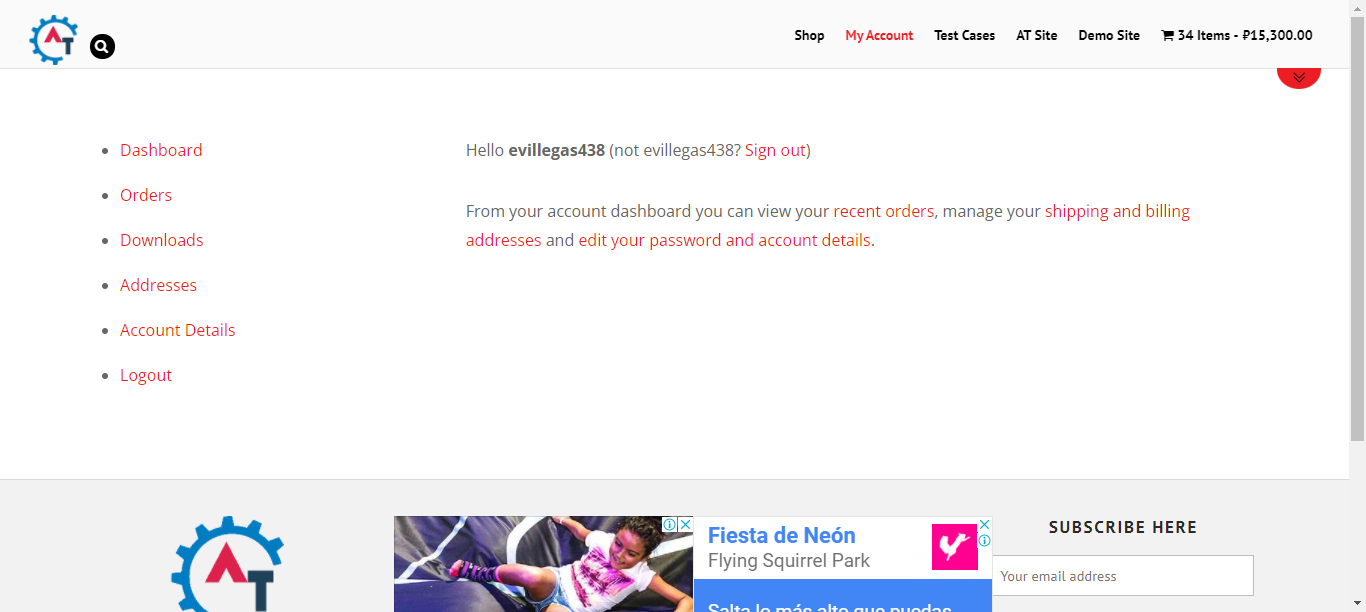 AT
Shop My Account Test Cases AT Site Demo Site 34 Items - ₽15,300.00
Dashboard
Orders
Downloads
Addresses
Account Details
Logout
Hello evillegas438 (not evillegas438? Sign out)
From your account dashboard you can view your recent orders, manage your shipping and billing
addresses and edit your password and account details.
AT
Fiesta de Neón
Flying Squirrel Park
Salta lo más alto que puedas
SUBSCRIBE HERE
Your email address